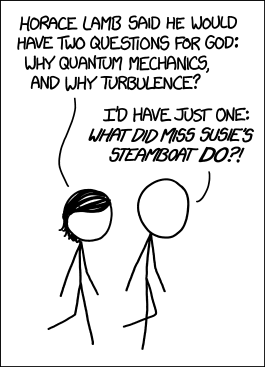 HORACE LAMB SAID HE WOULD
HAVE TWO QUESTIONS FOR GOD:
WHY QUANTUM MECHANICS,
AND WHY TURBULENCE?
I'D HAVE JUST ONE:
WHAT DID MISS SUSIE'S
STEAMBOAT DO?!